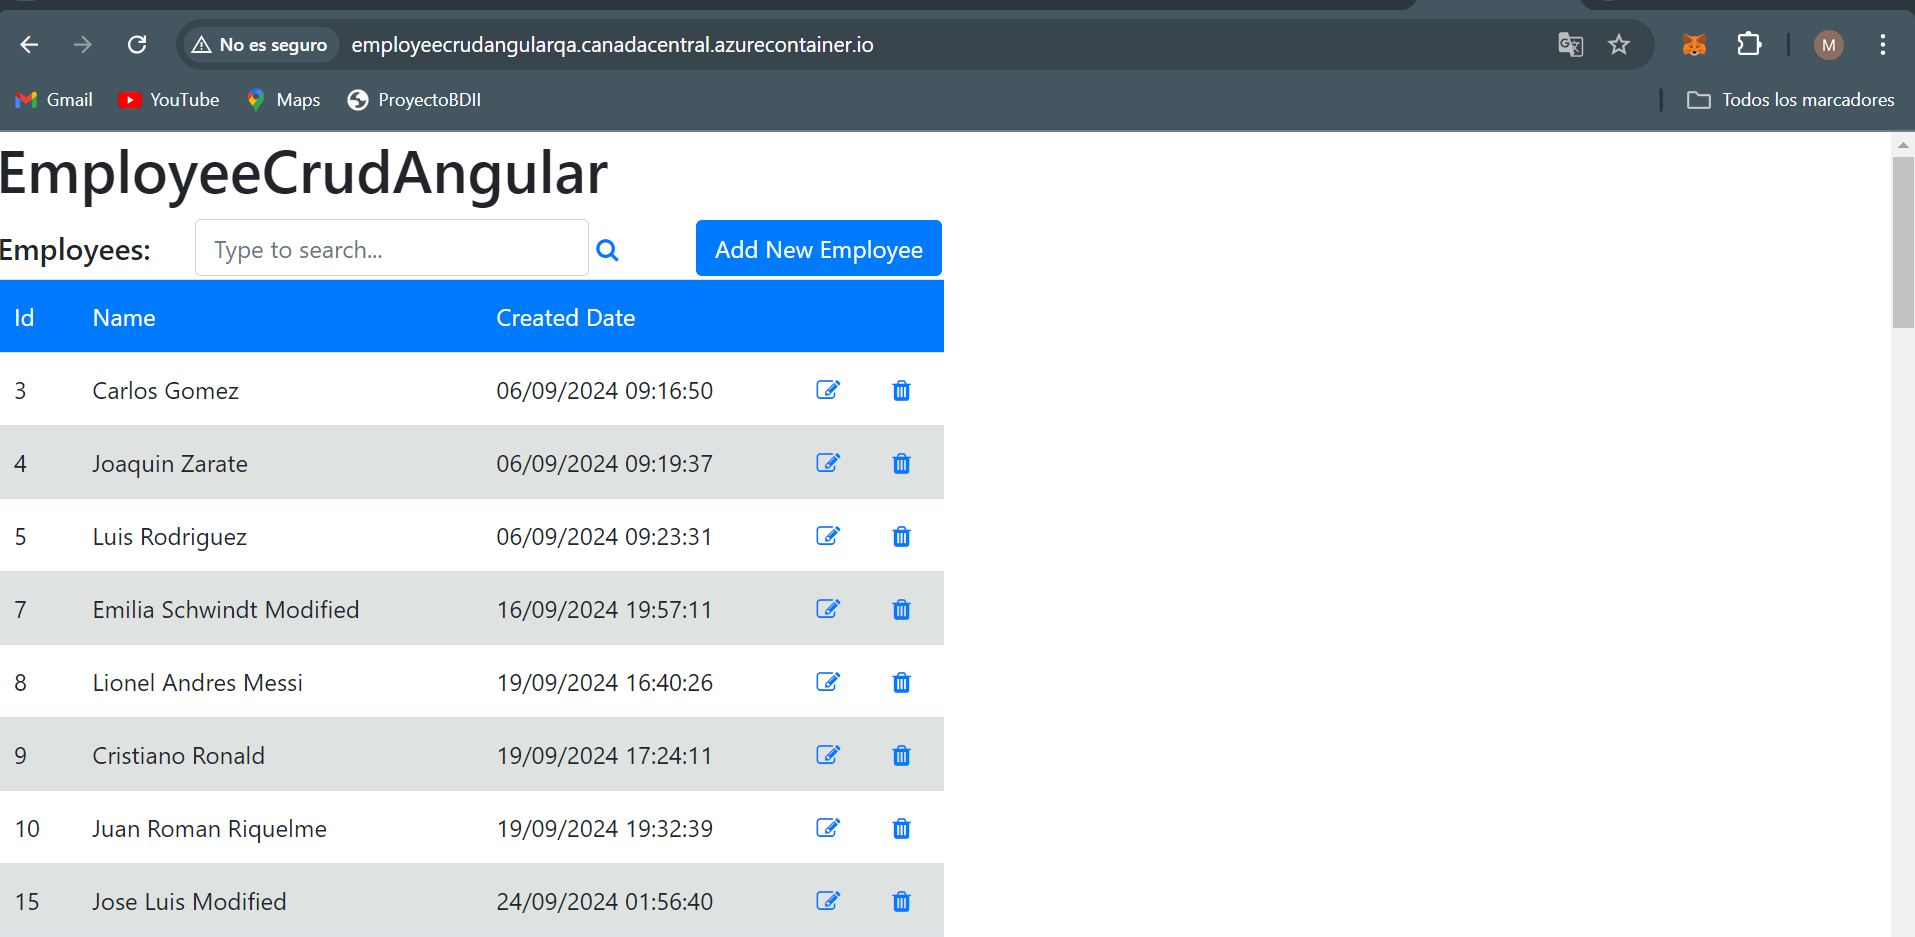 No es seguro employeecrudangularqa.canadacentral.azurecontainer.io M
Gmail YouTube Maps ProyectoBDII Todos los marcadores
EmployeeCrudAngular
Employees: Type to search... Add New Employee
Id Name Created Date
3 Carlos Gomez 06/09/2024 09:16:50
4 Joaquin Zarate 06/09/2024 09:19:37
5 Luis Rodriguez 06/09/2024 09:23:31
7 Emilia Schwindt Modified 16/09/2024 19:57:11
8 Lionel Andres Messi 19/09/2024 16:40:26
9 Cristiano Ronald 19/09/2024 17:24:11
10 Juan Roman Riquelme 19/09/2024 19:32:39
15 Jose Luis Modified 24/09/2024 01:56:40